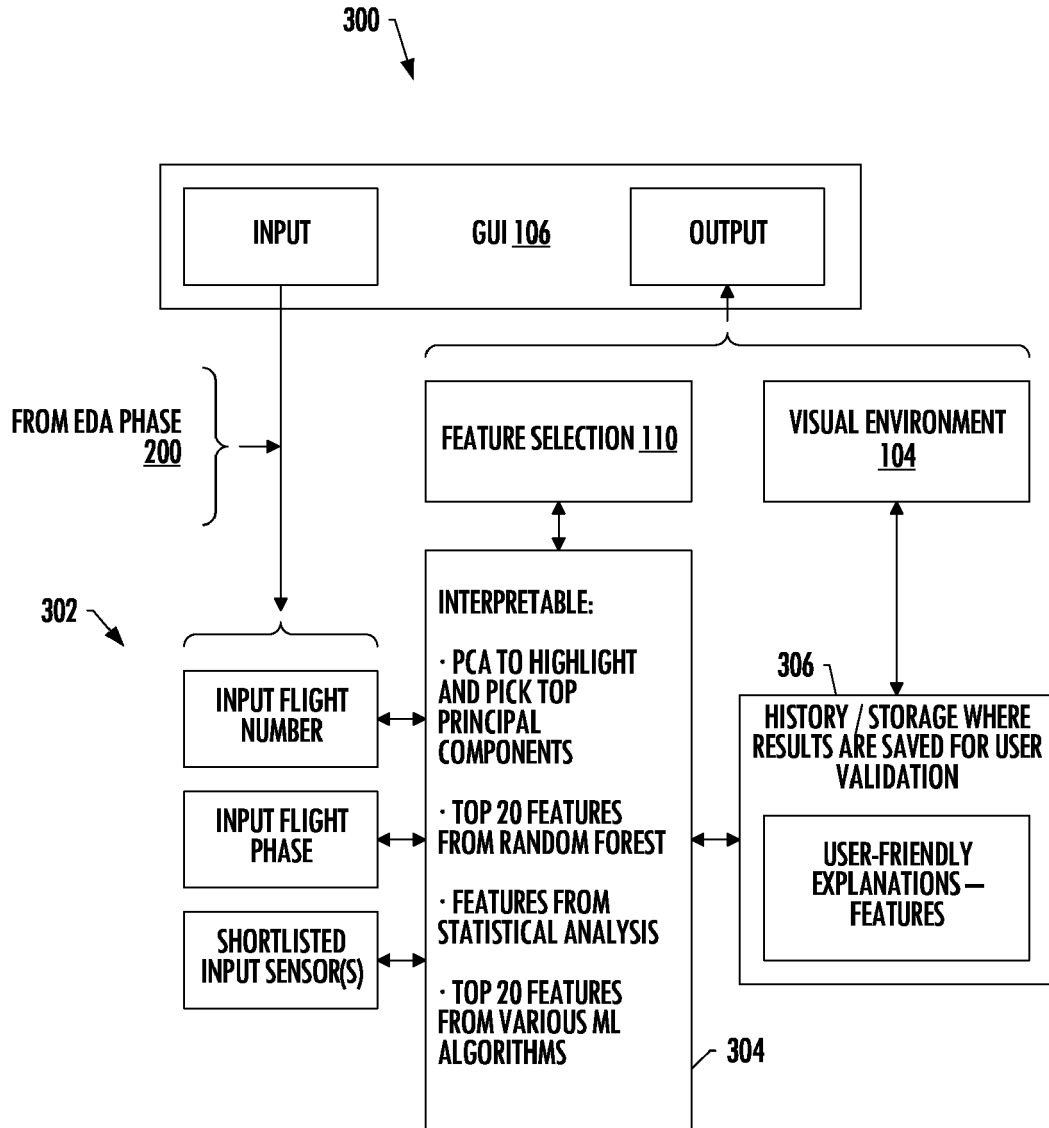 300
INPUT
GUI 106
OUTPUT
FROM EDA PHASE
200
FEATURE SELECTION 110
VISUAL ENVIRONMENT
104
302
INPUT FLIGHT
NUMBER
INPUT FLIGHT
PHASE
SHORTLISTED
INPUT SENSOR(S)
INTERPRETABLE:
· PCA TO HIGHLIGHT
AND PICK TOP
PRINCIPAL
COMPONENTS
· TOP 20 FEATURES
FROM RANDOM FOREST
· FEATURES FROM
STATISTICAL ANALYSIS
· TOP 20 FEATURES
FROM VARIOUS ML
ALGORITHMS
304
306
HISTORY / STORAGE WHERE
RESULTS ARE SAVED FOR USER
VALIDATION
USER-FRIENDLY
EXPLANATIONS –
FEATURES